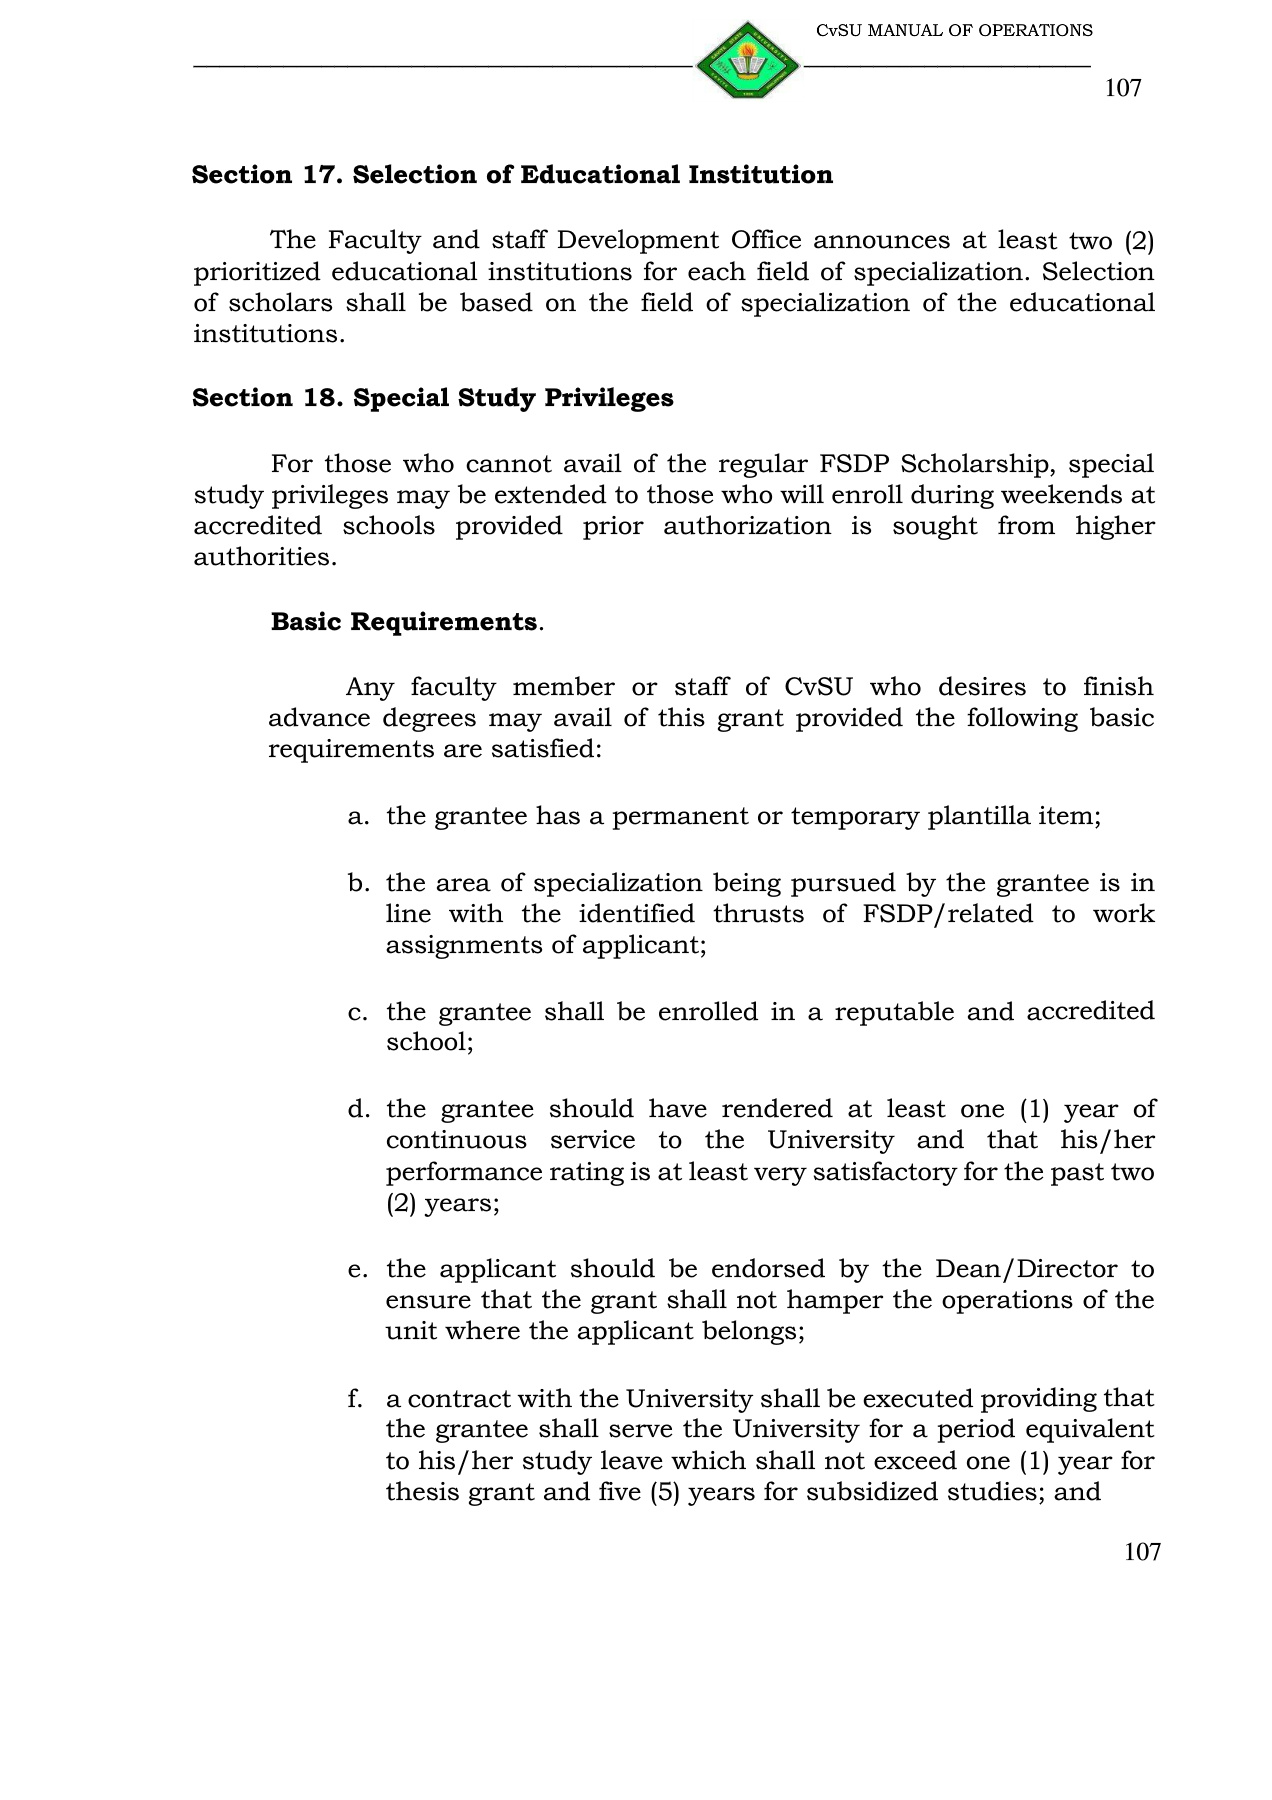 CvSU MANUAL OF OPERATIONS
107
Section 17. Selection of Educational Institution
The Faculty and staff Development Office announces at least two (2)
prioritized educational institutions for each field of specialization. Selection
of scholars shall be based on the field of specialization of the educational
institutions.
Section 18. Special Study Privileges
For those who cannot avail of the regular FSDP Scholarship, special
study privileges may be extended to those who will enroll during weekends at
accredited schools provided prior authorization is sought from higher
authorities.
Basic Requirements.
Any faculty member or staff of CvSU who desires to finish
advance degrees may avail of this grant provided the following basic
requirements are satisfied:
a. the grantee has a permanent or temporary plantilla item;
b. the area of specialization being pursued by the grantee is in
line with the identified thrusts of FSDP/related to work
assignments of applicant;
c. the grantee shall be enrolled in a reputable and accredited
school;
d. the grantee should have rendered at least one (1) year of
continuous service to the University and that his/her
performance rating is at least very satisfactory for the past two
(2) years;
e. the applicant should be endorsed by the Dean/Director to
ensure that the grant shall not hamper the operations of the
unit where the applicant belongs;
f. a contract with the University shall be executed providing that
the grantee shall serve the University for a period equivalent
to his/her study leave which shall not exceed one (1) year for
thesis grant and five (5) years for subsidized studies; and
107